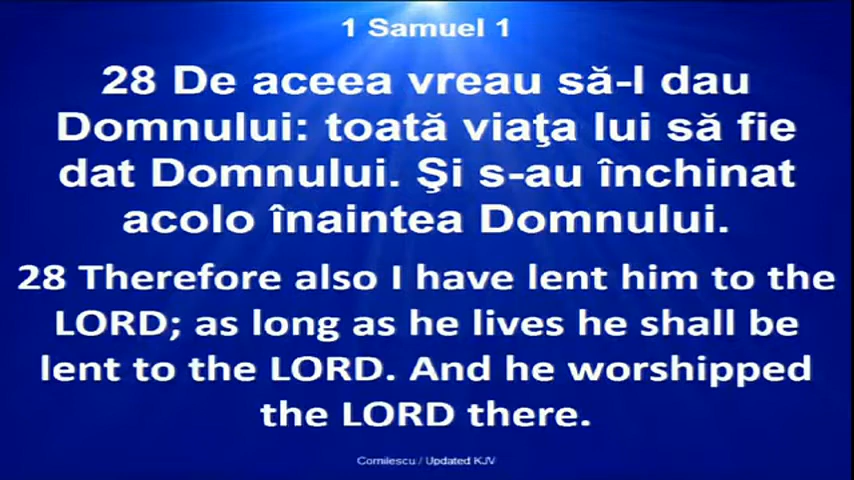 1 Samuel 1
28 De aceea vreau să-l dau
Domnului: toată viaţa lui să fie
dat Domnului. Şi s-au închinat
acolo înaintea Domnului.
28 Therefore also I have lent him to the
LORD; as long as he lives he shall be
lent to the LORD. And he worshipped
the LORD there.
Cornilescu / Updated KJV